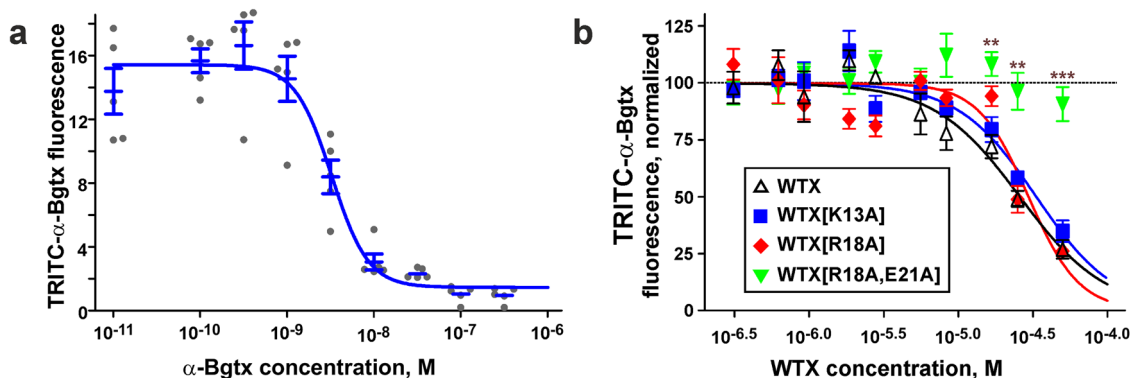 a
TRITC-α-Bgtx fluorescence
16
12
8
4
0
10-11
10-10
10-9
10-8
10-7
10-6
α-Bgtx concentration, M
b
TRITC-α-Bgtx
fluorescence, normalized
125
100
75
50
25
0
**
**
***
WTX
WTX[K13A]
WTX[R18A]
WTX[R18A,E21A]
10-6.5
10-6.0
10-5.5
10-5.0
10-4.5
10-4.0
WTX concentration, M